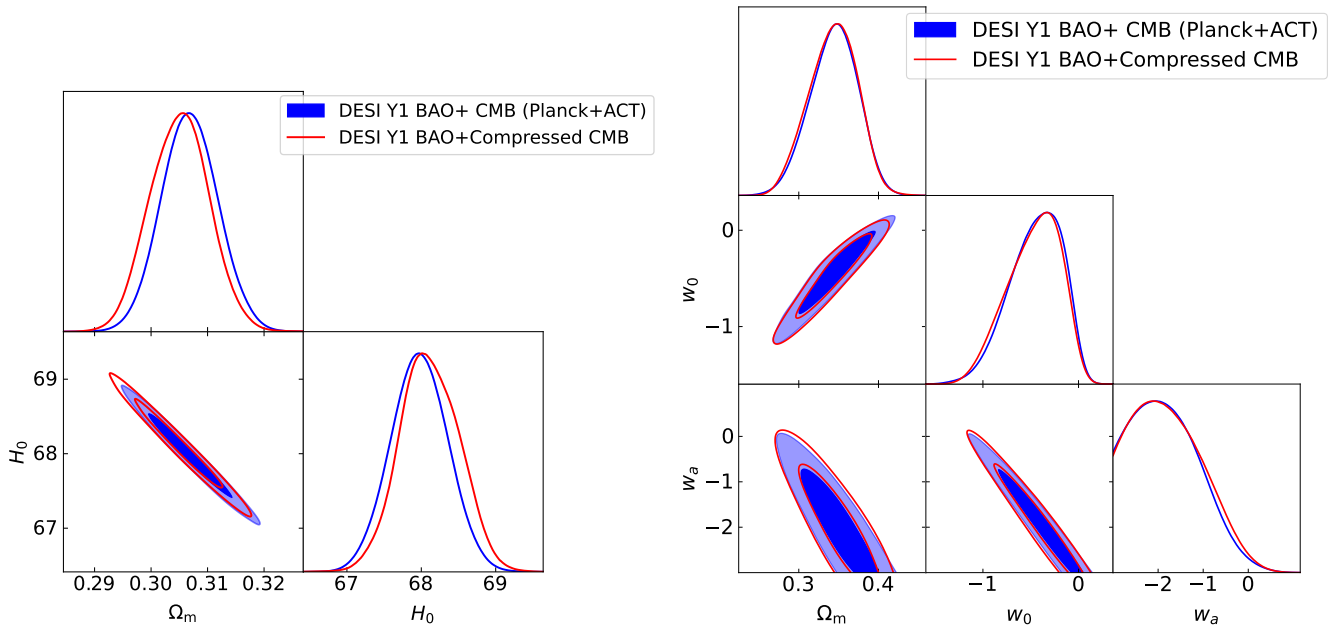 DESI Y1 BAO+ CMB (Planck+ACT)
DESI Y1 BAO+Compressed CMB
69
68
67
H₀
0.29 0.30 0.31 0.32
Ωₘ
67 68 69
H₀
DESI Y1 BAO+ CMB (Planck+ACT)
DESI Y1 BAO+Compressed CMB
0
−1
w₀
0
−1
−2
wₐ
0.3 0.4
Ωₘ
−1 0
w₀
−2 −1 0
wₐ